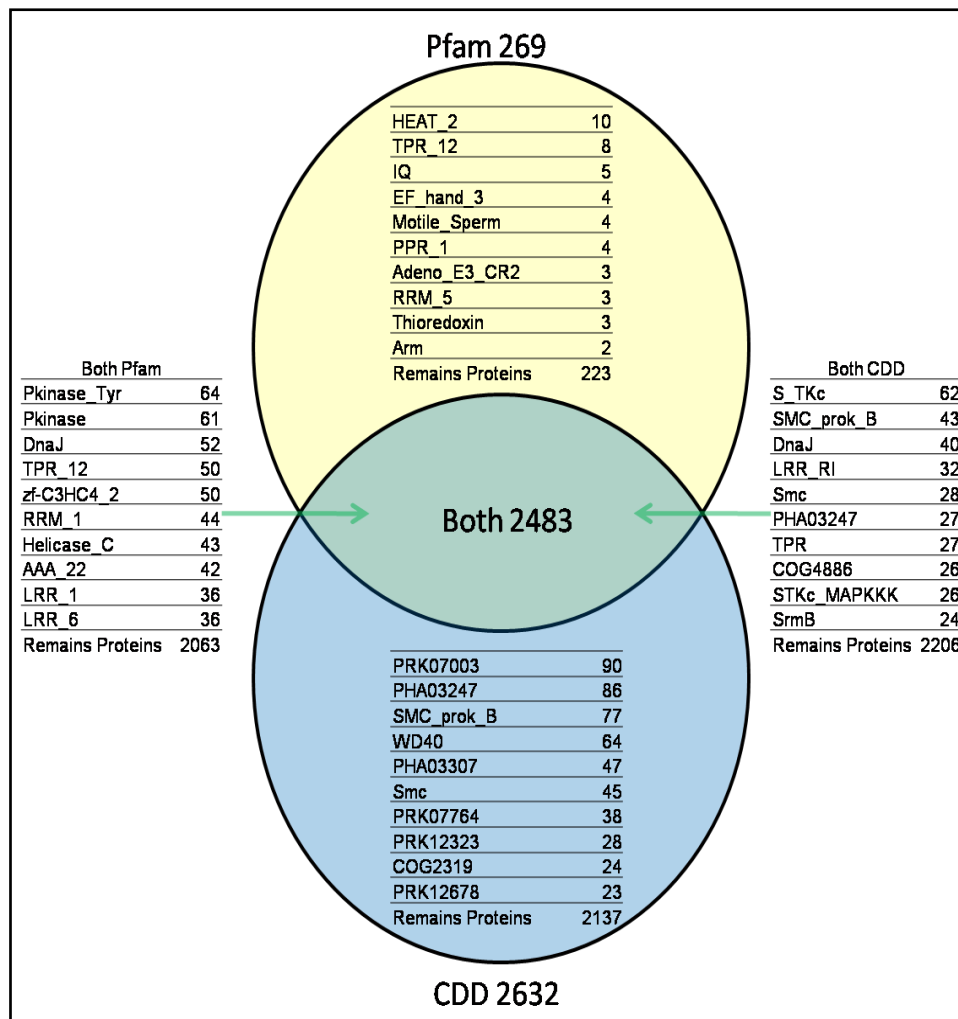 Pfam 269
HEAT_2 10
TPR_12 8
IQ 5
EF_hand_3 4
Motile_Sperm 4
PPR_1 4
Adeno_E3_CR2 3
RRM_5 3
Thioredoxin 3
Arm 2
Remains Proteins 223
Both Pfam
Pkinase_Tyr 64
Pkinase 61
DnaJ 52
TPR_12 50
zf-C3HC4_2 50
RRM_1 44
Helicase_C 43
AAA_22 42
LRR_1 36
LRR_6 36
Remains Proteins 2063
Both 2483
Both CDD
S_TKc 62
SMC_prok_B 43
DnaJ 40
LRR_RI 32
Smc 28
PHA03247 27
TPR 27
COG4886 26
STKc_MAPKKK 26
SrmB 24
Remains Proteins 2206
PRK07003 90
PHA03247 86
SMC_prok_B 77
WD40 64
PHA03307 47
Smc 45
PRK07764 38
PRK12323 28
COG2319 24
PRK12678 23
Remains Proteins 2137
CDD 2632